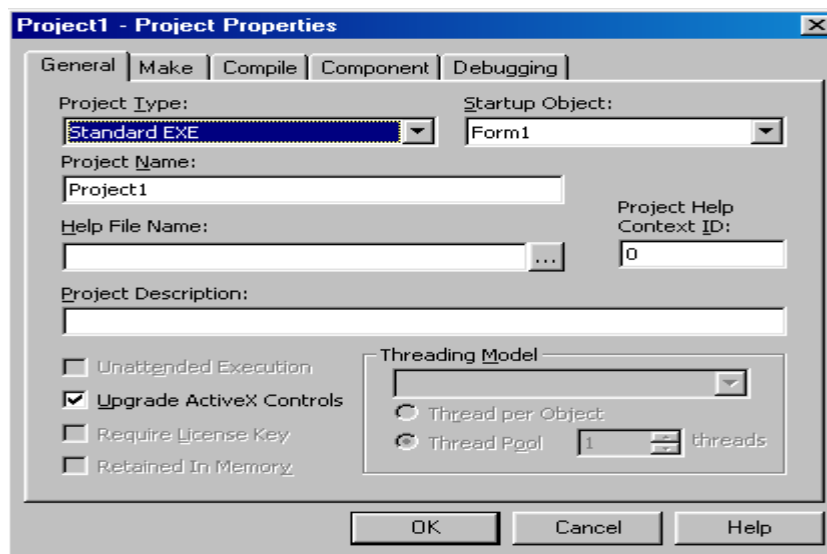 Project1 - Project Properties
General Make Compile Component Debugging
Project Type:
Startup Object:
Standard EXE
Form1
Project Name:
Project1
Help File Name:
Project Help
Context ID:
...
0
Project Description:
Unattended Execution
Upgrade ActiveX Controls
Require License Key
Retained In Memory
Threading Model
Thread per Object
Thread Pool 1 threads
OK Cancel Help